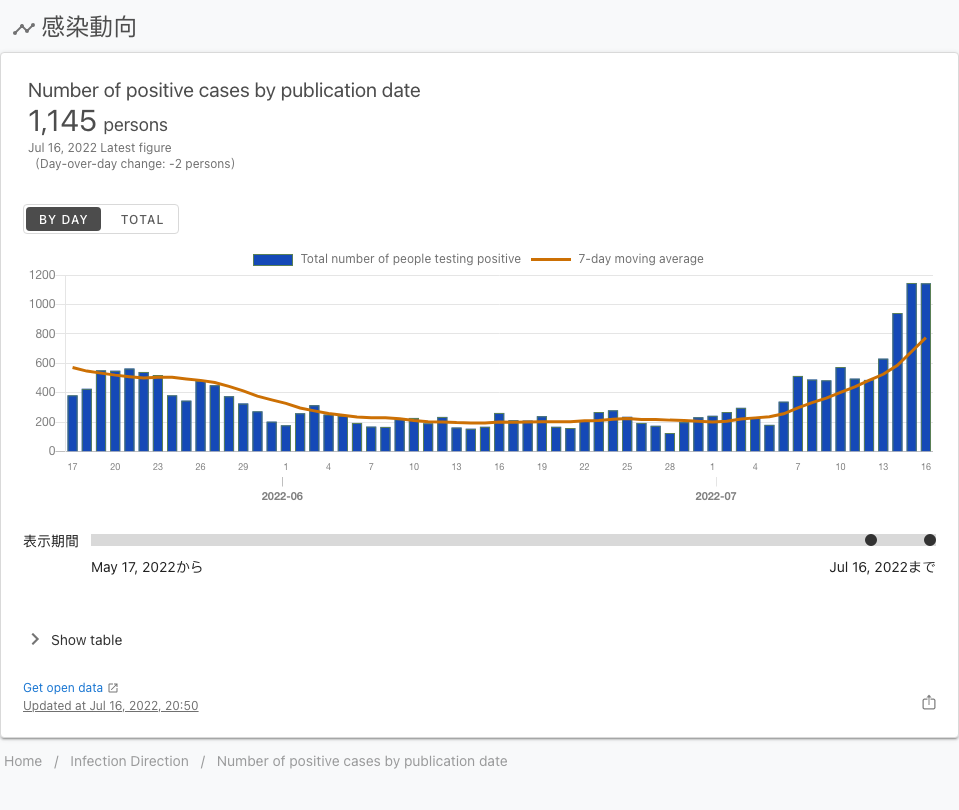 感染動向
Number of positive cases by publication date
1,145 persons
Jul 16, 2022 Latest figure
(Day-over-day change: -2 persons)
BY DAY TOTAL
Total number of people testing positive 7-day moving average
1200
1000
800
600
400
200
0
17 20 23 26 29 1 4 7 10 13 16 19 22 25 28 1 4 7 10 13 16
2022-06 2022-07
表示期間
May 17, 2022から Jul 16, 2022まで
Show table
Get open data
Updated at Jul 16, 2022, 20:50
Home / Infection Direction / Number of positive cases by publication date